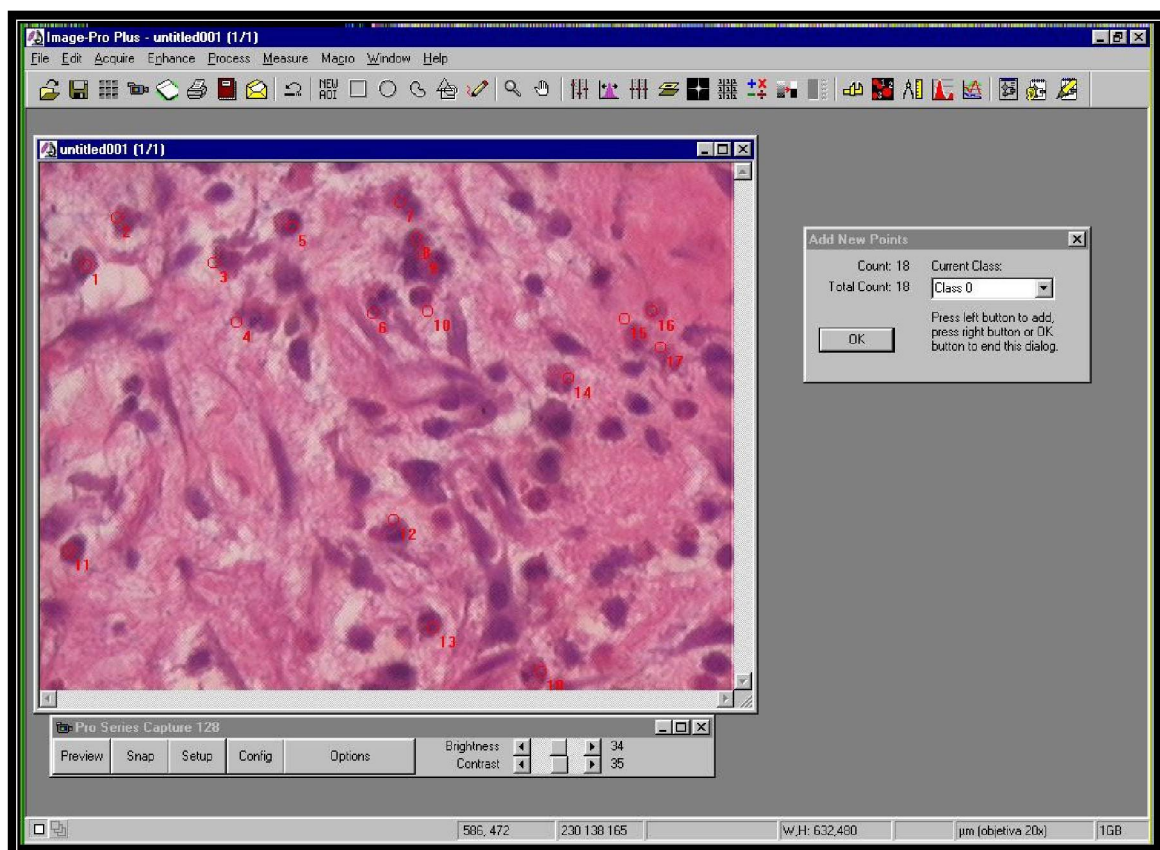 Image-Pro Plus - untitled001 (1/1)
File Edit Acquire Enhance Process Measure Macro Window Help
NEW AOI
untitled001 (1/1)
7
2
5
8
9
1
3
10
6
4
15
16
17
14
12
11
13
18
Add New Points
Count: 18 Current Class:
Total Count: 18 Class 0
Press left button to add,
press right button or OK
button to end this dialog.
OK
Pro Series Capture 128
Preview Snap Setup Config Options
Brightness 34
Contrast 35
586, 472 230 138 165 W,H: 632,480 µm (objetiva 20x) 1GB